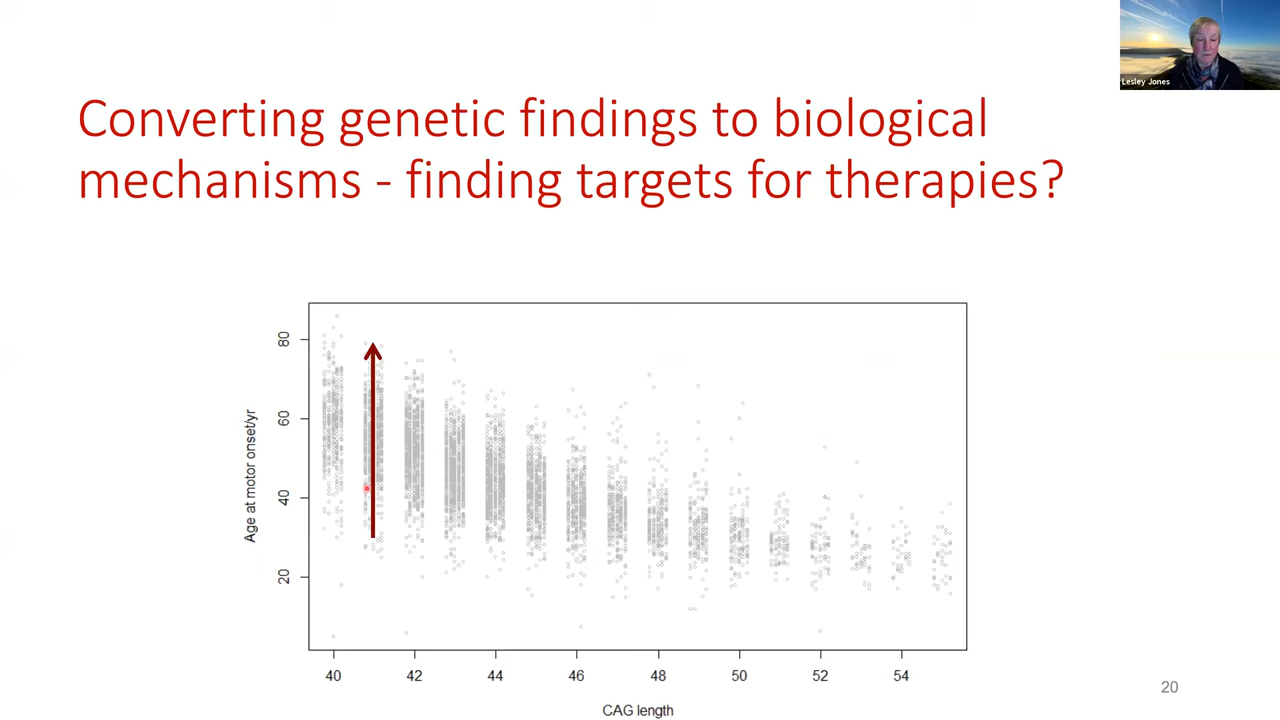 Lesley Jones
Converting genetic findings to biological
mechanisms - finding targets for therapies?
Age at motor onset/yr
80
60
40
20
40 42 44 46 48 50 52 54
CAG length
20